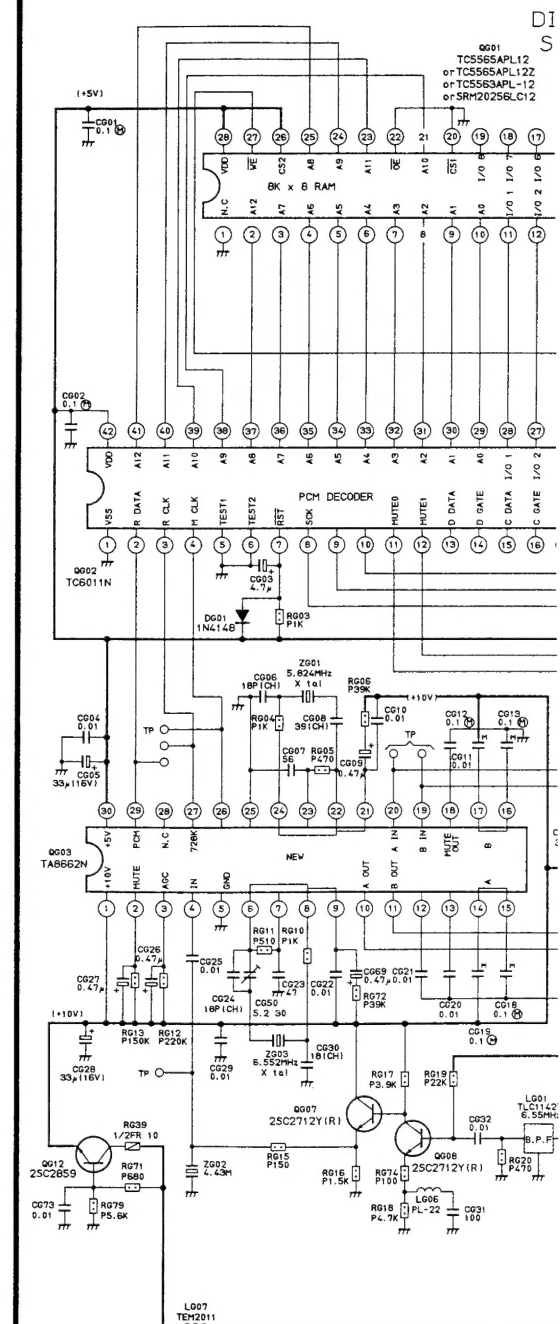 DI
S
QG01
TC5565APL12
or TC5565APL12Z
or TC5563APL-12
or SRM20256LC12
(+5V)
CG01
0.1 Ⓜ
28 27 26 25 24 23 22 21 20 19 18 17
VDD WE CS2 A8 A9 A11 OE A10 CS1 I/O 8 I/O 7 I/O 6
8K x 8 RAM
N.C A12 A7 A6 A5 A4 A3 A2 A1 A0 I/O 1 I/O 2
1 2 3 4 5 6 7 8 9 10 11 12
CG02
0.1 Ⓜ
42 41 40 39 38 37 36 35 34 33 32 31 30 29 28 27
VDD A12 A11 A10 A9 A8 A7 A6 A5 A4 A3 A2 A1 A0 I/O 1 I/O 2
PCM DECODER
VSS R DATA R CLK M CLK TEST1 TEST2 RST SCK MUTE0 MUTE1 D DATA D GATE C DATA C GATE
1 2 3 4 5 6 7 8 9 10 11 12 13 14 15 16
QG02
TC6011N
CG03
4.7μ
DG01
1N4148
RG03
P1K
CG04
0.01
CG05
33μ(16V)
TP
CG06
18P(CH)
ZG01
5.824MHz
X tal
RG04
P1K
CG08
39(CH)
CG07
56
RG05
P470
RG06
P39K
CG09
0.47μ
CG10
0.01
(+10V)
TP
CG12
0.1 Ⓜ
CG11
0.01
CG13
0.1 Ⓜ
30 29 28 27 26 25 24 23 22 21 20 19 18 17 16
QG03
TA8662N
+5V PCM N.C 728K A IN B IN MUTE OUT B
NEW
+10V MUTE AGC IN GND A OUT B OUT A
1 2 3 4 5 6 7 8 9 10 11 12 13 14 15
CG27
0.47μ
CG26
0.47μ
CG25
0.01
RG11
P510
RG10
P1K
CG24
18P(CH)
CG50
5.2 30
CG23
47
CG22
0.01
CG69
0.47μ
RG72
P39K
CG21
0.01
CG20
0.01
CG18
0.1 Ⓜ
CG19
0.1 Ⓜ
(+10V)
CG28
33μ(16V)
RG13
P150K
RG12
P220K
CG29
0.01
ZG03
6.552MHz
X tal
CG30
18(CH)
TP
RG17
P3.9K
RG19
P22K
QG07
2SC2712Y(R)
CG32
0.01
LG01
TLC1142
6.55MHz
B.P.F
RG20
P470
QG08
2SC2712Y(R)
RG39
1/2FR 10
QG12
2SC2859
RG71
P680
CG73
0.01
RG79
P5.6K
ZG02
4.43M
RG15
P150
RG16
P1.5K
RG74
P100
LG06
PL-22
RG18
P4.7K
CG31
100
LG07
TEM2011